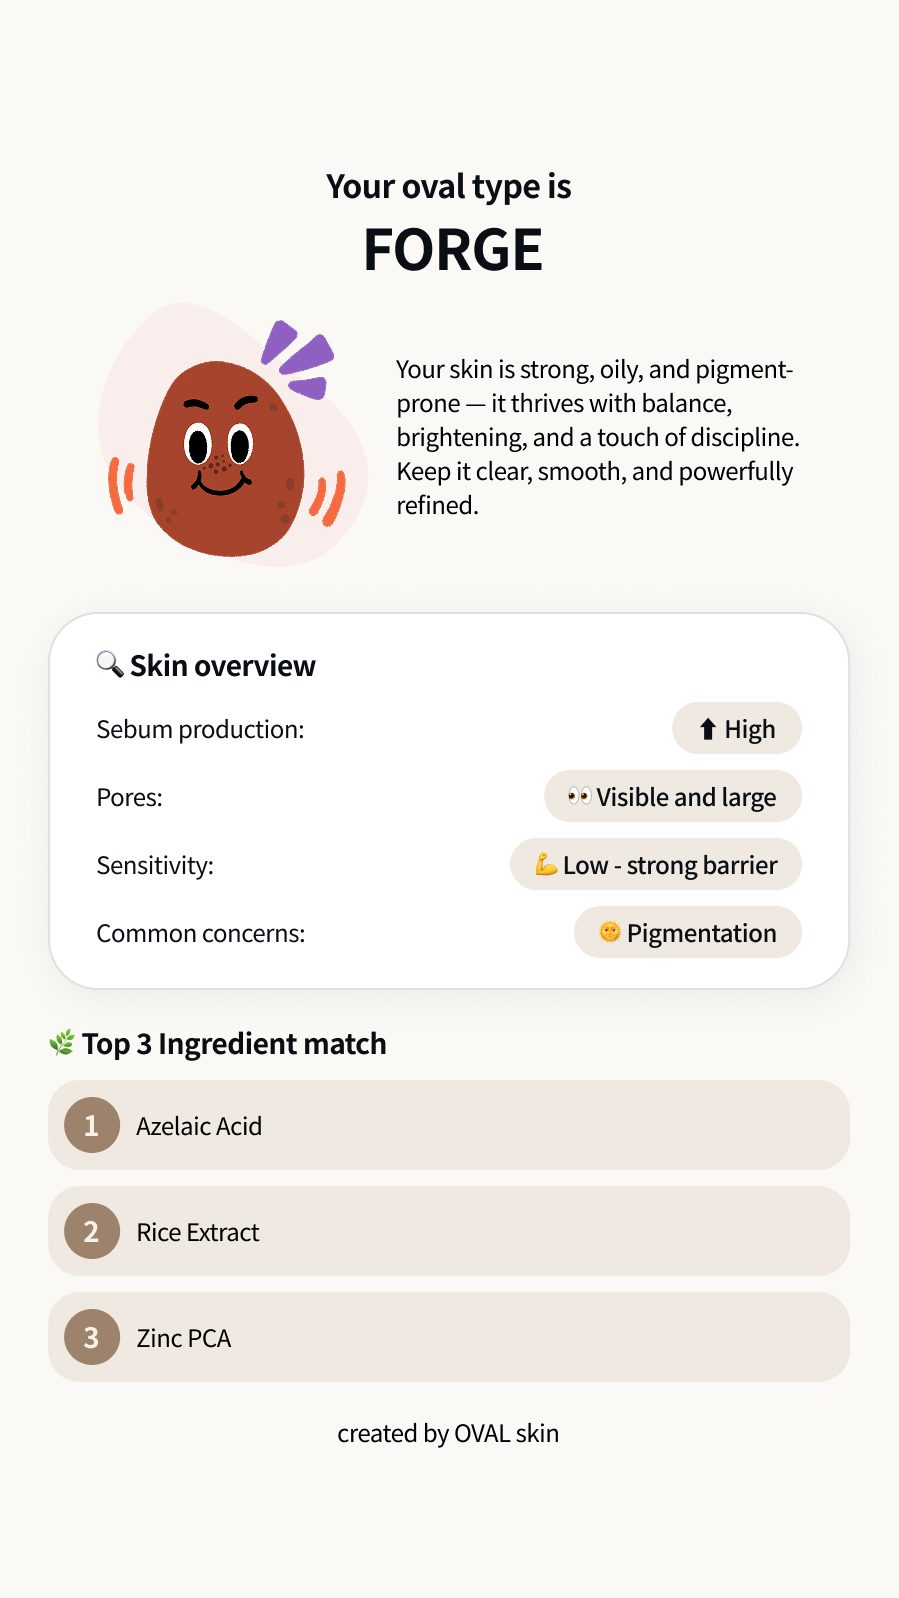 Your oval type is
FORGE
Your skin is strong, oily, and pigment-
prone — it thrives with balance,
brightening, and a touch of discipline.
Keep it clear, smooth, and powerfully
refined.
🔍 Skin overview
Sebum production: ⬆ High
Pores: 👀 Visible and large
Sensitivity: 💪 Low - strong barrier
Common concerns: 🌞 Pigmentation
🌿 Top 3 Ingredient match
1 Azelaic Acid
2 Rice Extract
3 Zinc PCA
created by OVAL skin